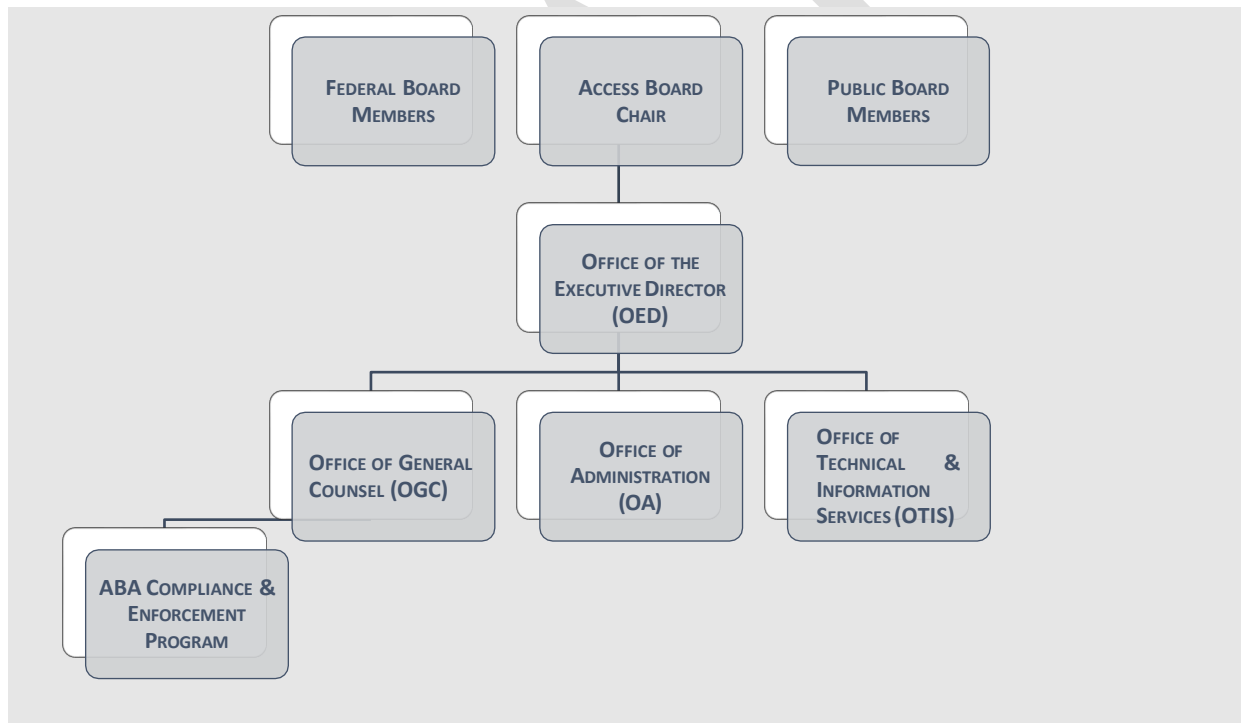 FEDERAL BOARD
MEMBERS
ACCESS BOARD
CHAIR
PUBLIC BOARD
MEMBERS
OFFICE OF THE
EXECUTIVE DIRECTOR
(OED)
OFFICE OF GENERAL
COUNSEL (OGC)
OFFICE OF
ADMINISTRATION
(OA)
OFFICE OF
TECHNICAL &
INFORMATION
SERVICES (OTIS)
ABA COMPLIANCE &
ENFORCEMENT
PROGRAM